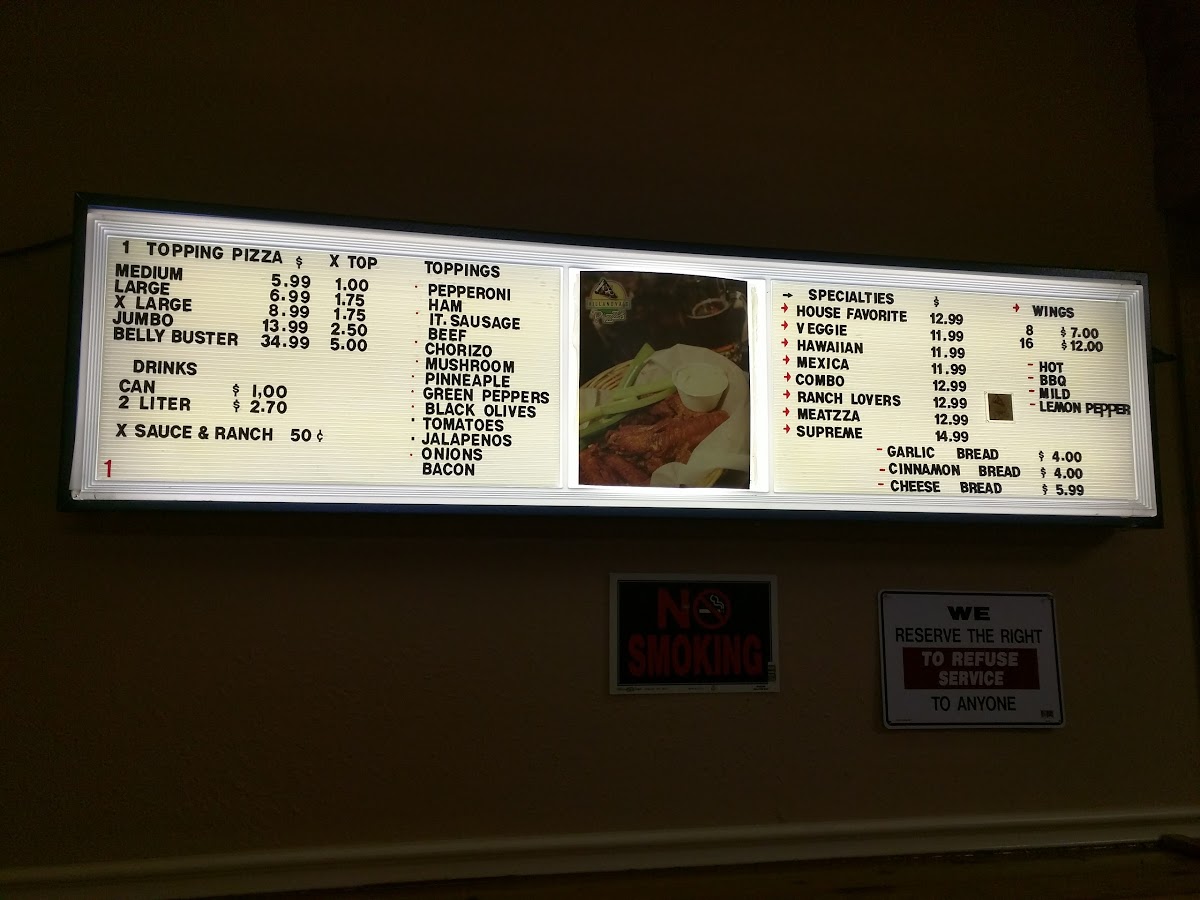 1 TOPPING PIZZA $ X TOP
MEDIUM 5.99 1.00
LARGE 6.99 1.75
X LARGE 8.99 1.75
JUMBO 13.99 2.50
BELLY BUSTER 34.99 5.00
DRINKS
CAN $ 1,00
2 LITER $ 2.70
X SAUCE & RANCH 50 ¢
1
TOPPINGS
PEPPERONI
HAM
IT. SAUSAGE
BEEF
CHORIZO
MUSHROOM
PINNEAPLE
GREEN PEPPERS
BLACK OLIVES
TOMATOES
JALAPENOS
ONIONS
BACON
SPECIALTIES $
HOUSE FAVORITE 12.99
VEGGIE 11.99
HAWAIIAN 11.99
MEXICA 11.99
COMBO 12.99
RANCH LOVERS 12.99
MEATZZA 12.99
SUPREME 14.99
WINGS
8 $ 7.00
16 $ 12.00
- HOT
- BBQ
- MILD
- LEMON PEPPER
- GARLIC BREAD $ 4.00
- CINNAMON BREAD $ 4.00
- CHEESE BREAD $ 5.99
NO
SMOKING
WE
RESERVE THE RIGHT
TO REFUSE
SERVICE
TO ANYONE